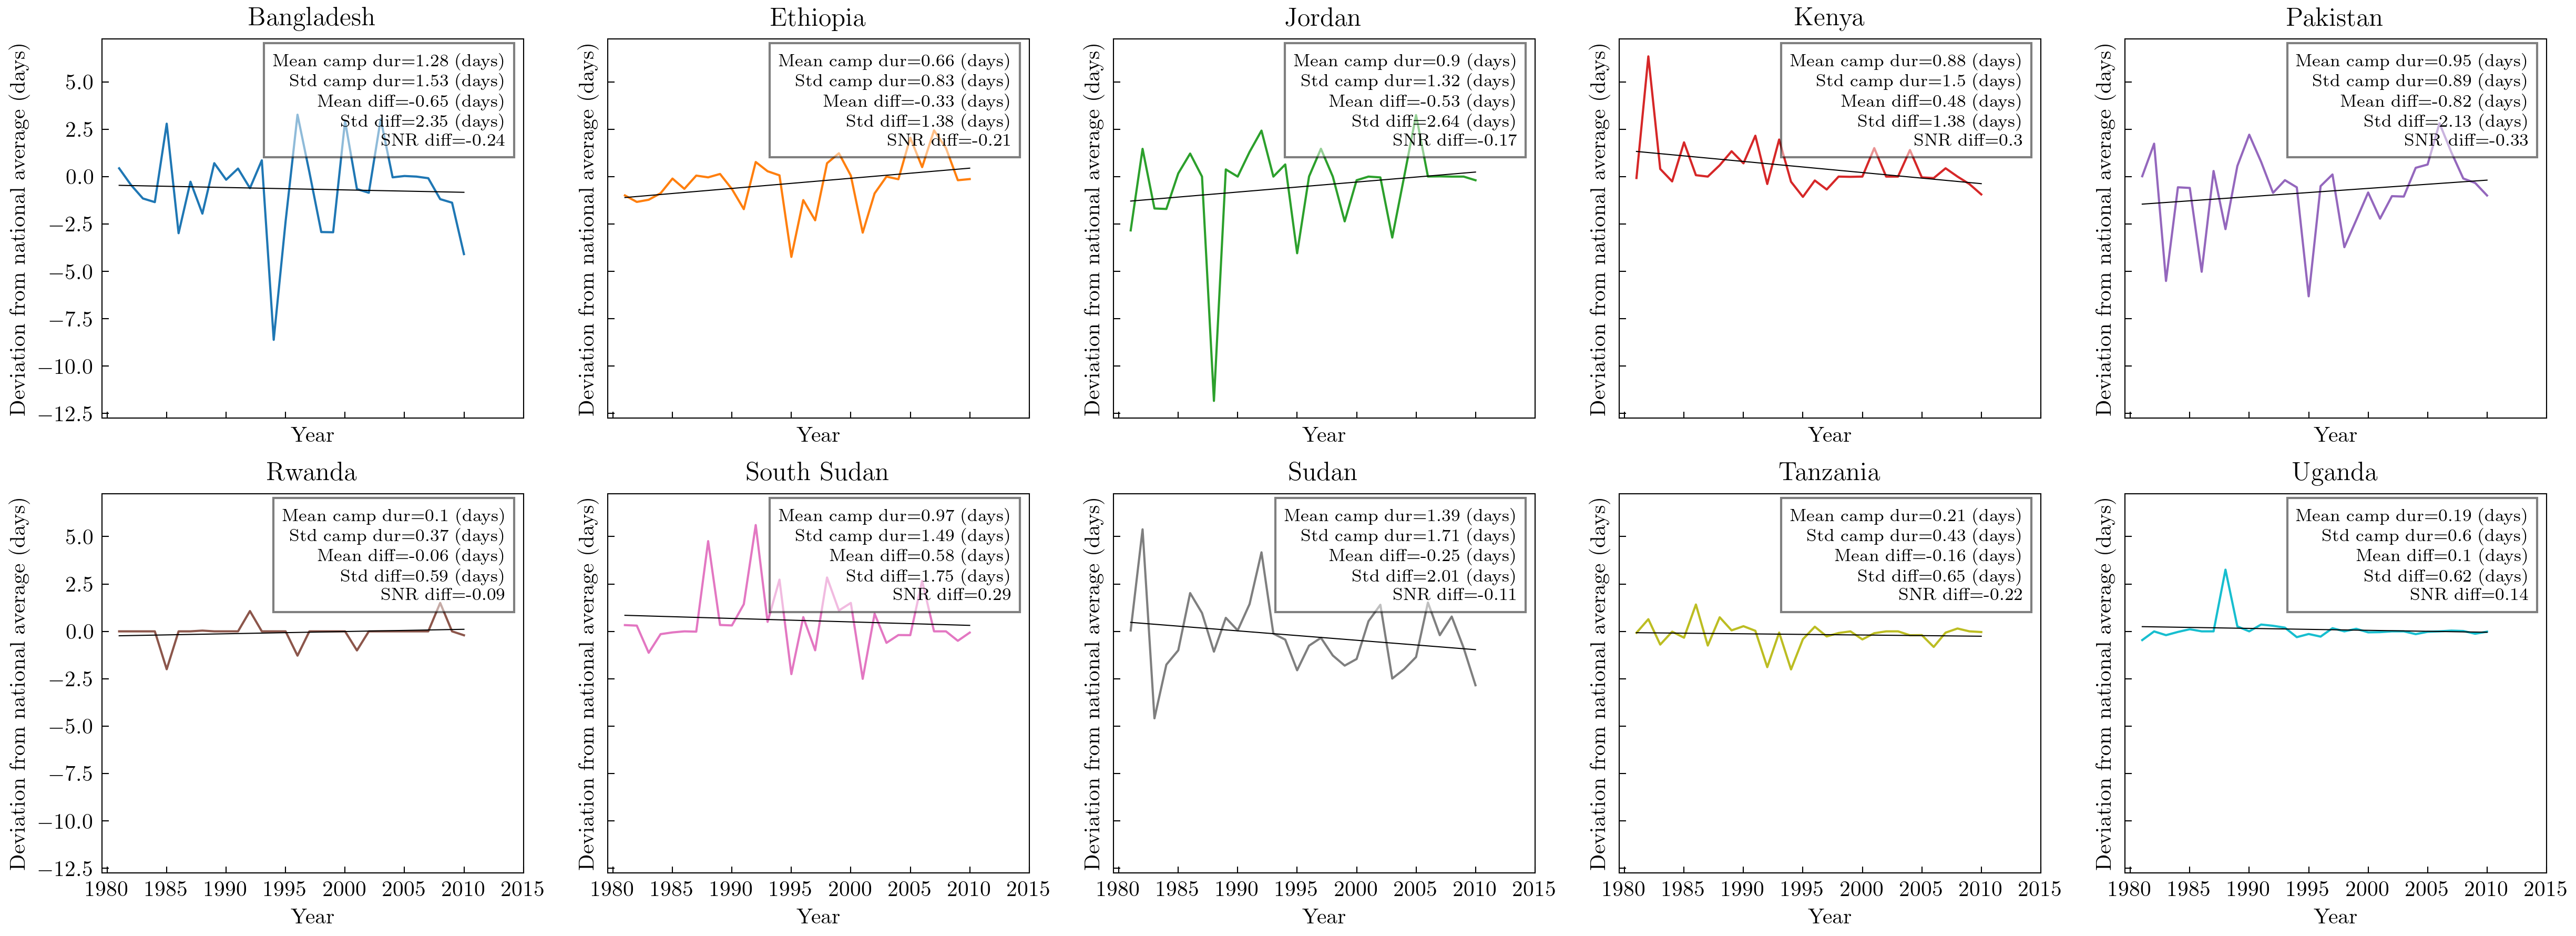 Bangladesh
Deviation from national average (days)
5.0
2.5
0.0
−2.5
−5.0
−7.5
−10.0
−12.5
Mean camp dur=1.28 (days)
Std camp dur=1.53 (days)
Mean diff=-0.65 (days)
Std diff=2.35 (days)
SNR diff=-0.24
Year
Ethiopia
Deviation from national average (days)
Mean camp dur=0.66 (days)
Std camp dur=0.83 (days)
Mean diff=-0.33 (days)
Std diff=1.38 (days)
SNR diff=-0.21
Year
Jordan
Deviation from national average (days)
Mean camp dur=0.9 (days)
Std camp dur=1.32 (days)
Mean diff=-0.53 (days)
Std diff=2.64 (days)
SNR diff=-0.17
Year
Kenya
Deviation from national average (days)
Mean camp dur=0.88 (days)
Std camp dur=1.5 (days)
Mean diff=0.48 (days)
Std diff=1.38 (days)
SNR diff=0.3
Year
Pakistan
Deviation from national average (days)
Mean camp dur=0.95 (days)
Std camp dur=0.89 (days)
Mean diff=-0.82 (days)
Std diff=2.13 (days)
SNR diff=-0.33
Year
Rwanda
Deviation from national average (days)
5.0
2.5
0.0
−2.5
−5.0
−7.5
−10.0
−12.5
Mean camp dur=0.1 (days)
Std camp dur=0.37 (days)
Mean diff=-0.06 (days)
Std diff=0.59 (days)
SNR diff=-0.09
1980 1985 1990 1995 2000 2005 2010 2015
Year
South Sudan
Deviation from national average (days)
Mean camp dur=0.97 (days)
Std camp dur=1.49 (days)
Mean diff=0.58 (days)
Std diff=1.75 (days)
SNR diff=0.29
1980 1985 1990 1995 2000 2005 2010 2015
Year
Sudan
Deviation from national average (days)
Mean camp dur=1.39 (days)
Std camp dur=1.71 (days)
Mean diff=-0.25 (days)
Std diff=2.01 (days)
SNR diff=-0.11
1980 1985 1990 1995 2000 2005 2010 2015
Year
Tanzania
Deviation from national average (days)
Mean camp dur=0.21 (days)
Std camp dur=0.43 (days)
Mean diff=-0.16 (days)
Std diff=0.65 (days)
SNR diff=-0.22
1980 1985 1990 1995 2000 2005 2010 2015
Year
Uganda
Deviation from national average (days)
Mean camp dur=0.19 (days)
Std camp dur=0.6 (days)
Mean diff=0.1 (days)
Std diff=0.62 (days)
SNR diff=0.14
1980 1985 1990 1995 2000 2005 2010 2015
Year